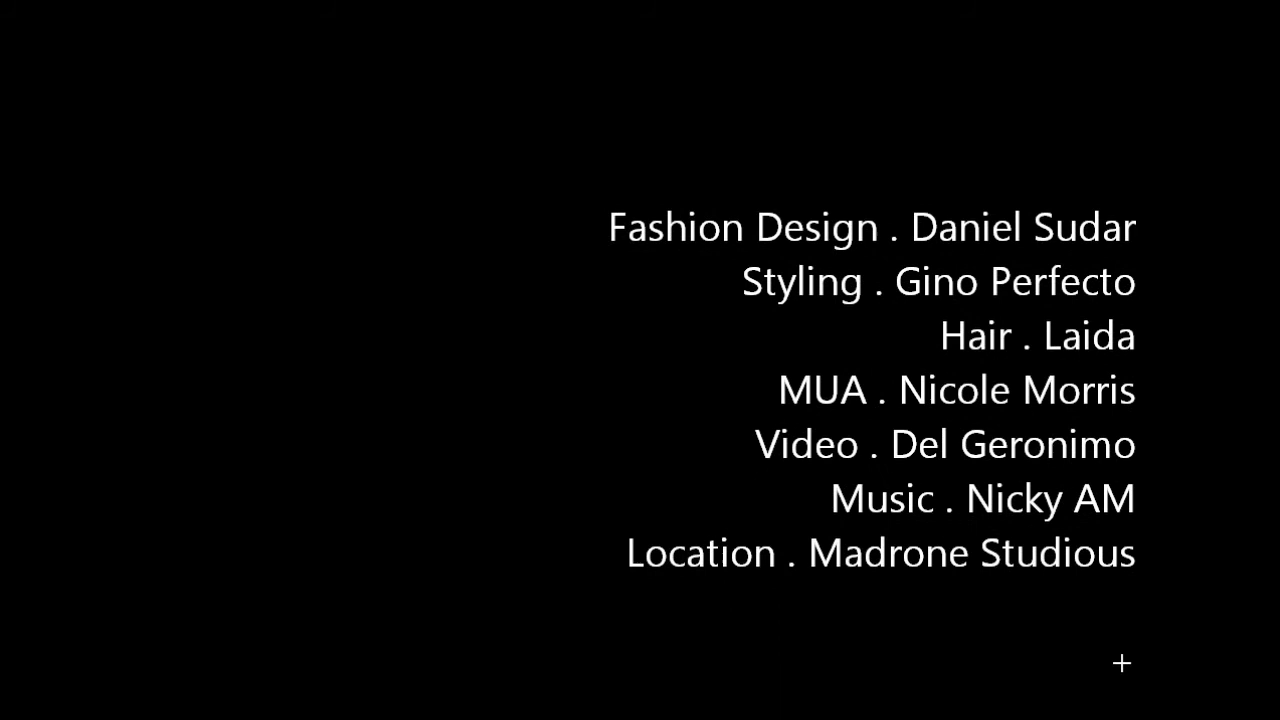 Fashion Design . Daniel Sudar
Styling . Gino Perfecto
Hair . Laida
MUA . Nicole Morris
Video . Del Geronimo
Music . Nicky AM
Location . Madrone Studious
+